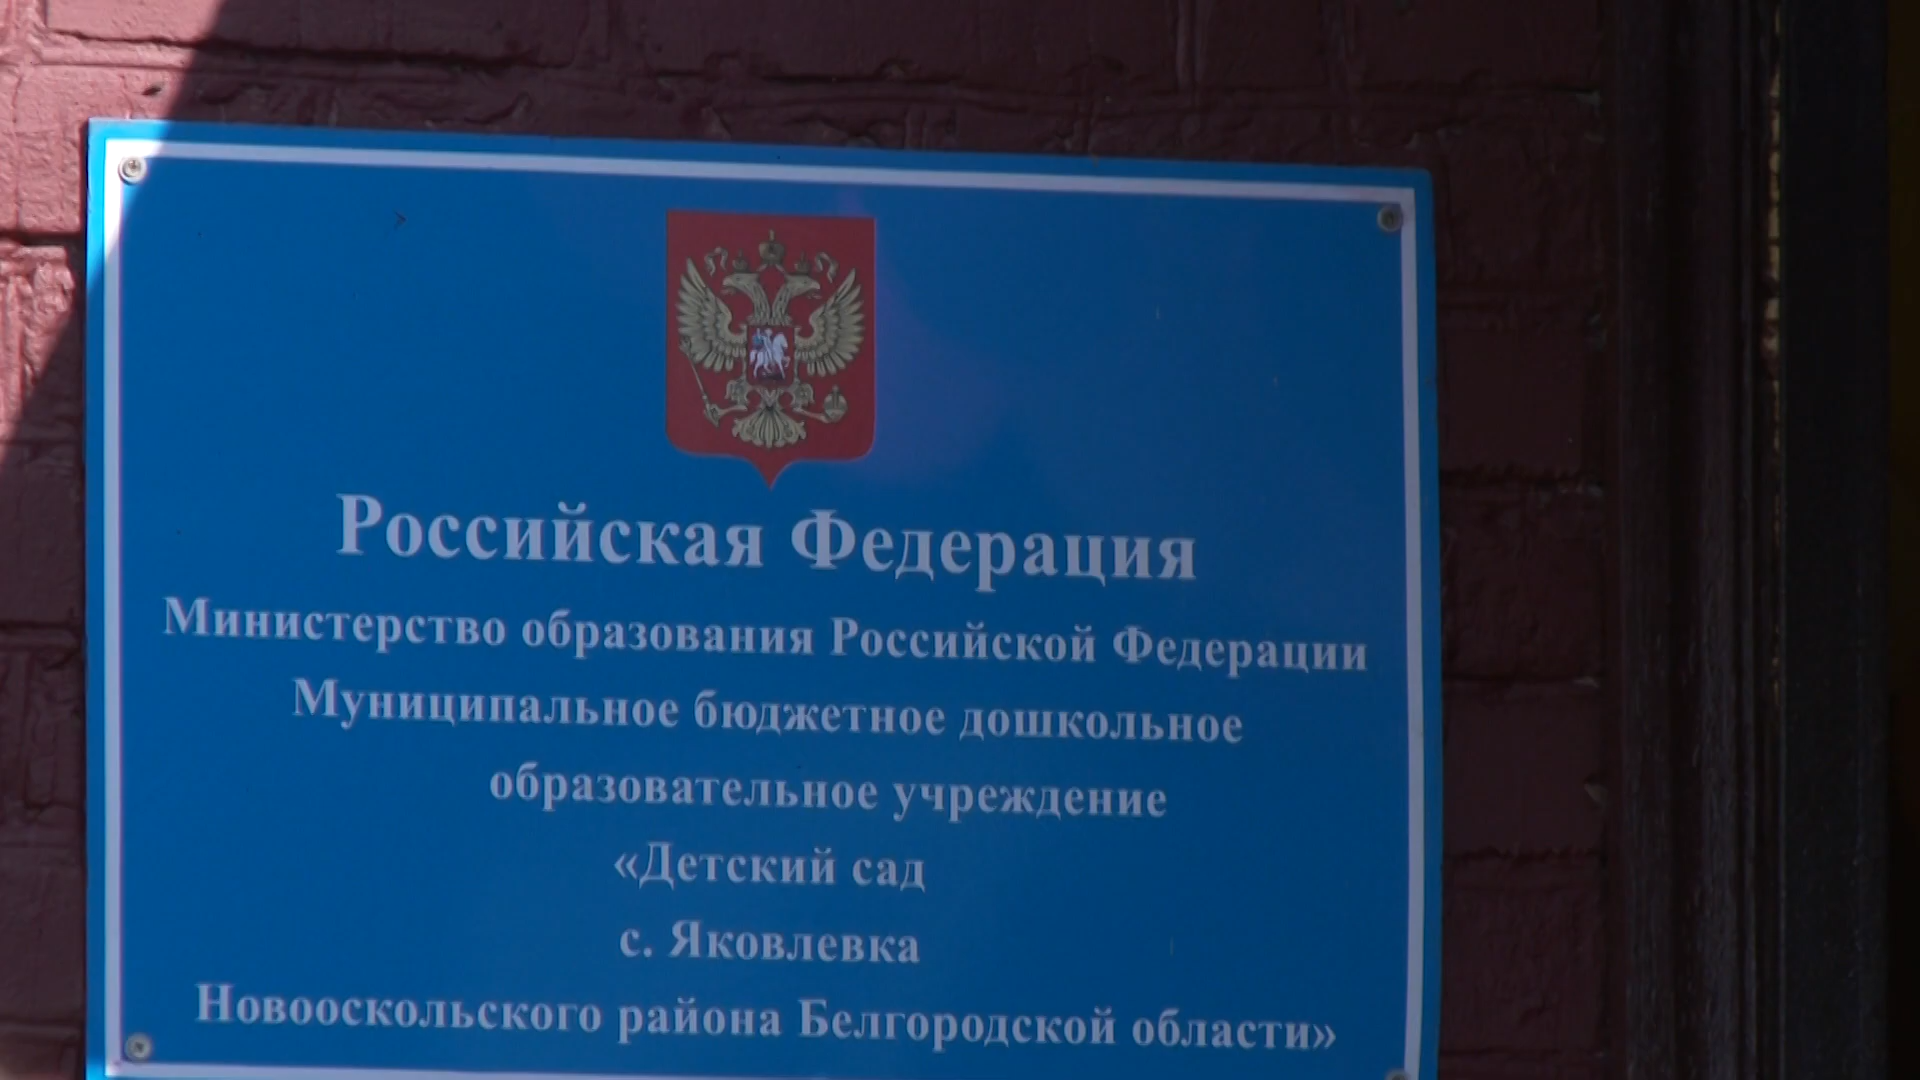 Российская Федерация
Министерство образования Российской Федерации
Муниципальное бюджетное дошкольное
образовательное учреждение
«Детский сад
с. Яковлевка
Новооскольского района Белгородской области»